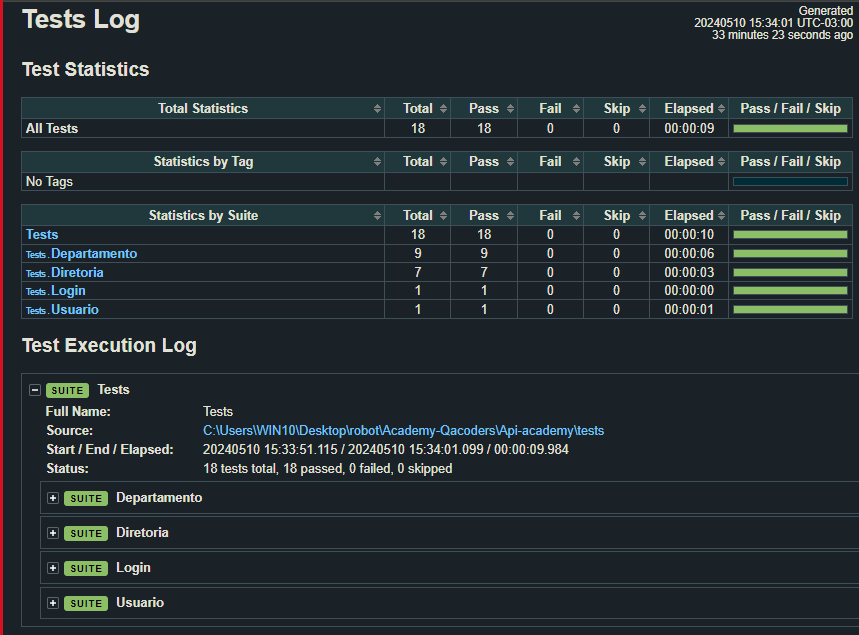 Tests Log
Generated
20240510 15:34:01 UTC-03:00
33 minutes 23 seconds ago
Test Statistics
Total Statistics Total Pass Fail Skip Elapsed Pass / Fail / Skip
All Tests 18 18 0 0 00:00:09
Statistics by Tag Total Pass Fail Skip Elapsed Pass / Fail / Skip
No Tags
Statistics by Suite Total Pass Fail Skip Elapsed Pass / Fail / Skip
Tests 18 18 0 0 00:00:10
Tests . Departamento 9 9 0 0 00:00:06
Tests . Diretoria 7 7 0 0 00:00:03
Tests . Login 1 1 0 0 00:00:00
Tests . Usuario 1 1 0 0 00:00:01
Test Execution Log
SUITE Tests
Full Name: Tests
Source: C:\Users\WIN10\Desktop\robot\Academy-Qacoders\Api-academy\tests
Start / End / Elapsed: 20240510 15:33:51.115 / 20240510 15:34:01.099 / 00:00:09.984
Status: 18 tests total, 18 passed, 0 failed, 0 skipped
SUITE Departamento
SUITE Diretoria
SUITE Login
SUITE Usuario